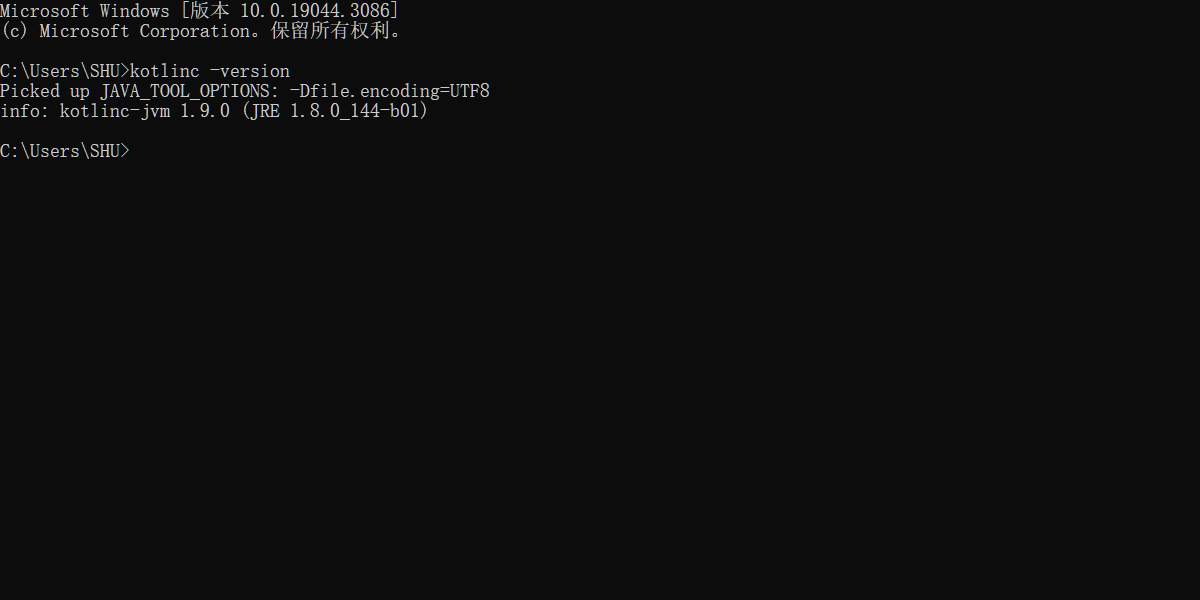 Microsoft Windows [版本 10.0.19044.3086]
(c) Microsoft Corporation。保留所有权利。
C:\Users\SHU>kotlinc -version
Picked up JAVA_TOOL_OPTIONS: -Dfile.encoding=UTF8
info: kotlinc-jvm 1.9.0 (JRE 1.8.0_144-b01)
C:\Users\SHU>